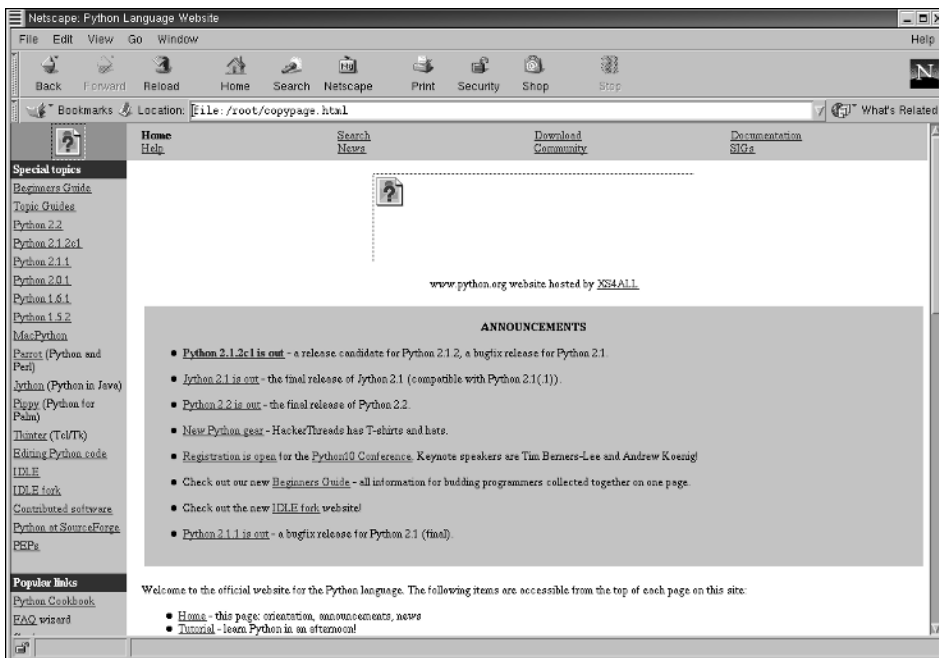 Netscape: Python Language Website
File Edit View Go Window Help
Back Forward Reload Home Search Netscape Print Security Shop Stop
N
Bookmarks Location: file:/root/copypage.html What's Related
Home Search Download Documentation
Help News Community SIGs
Special topics
Beginners Guide
Topic Guides
Python 2.2
Python 2.1.2c1
Python 2.1.1
Python 2.0.1
Python 1.6.1
Python 1.5.2
MacPython
Parrot (Python and
Perl)
Jython (Python in Java)
Pippy (Python for
Palm)
Tkinter (Tcl/Tk)
Editing Python code
IDLE
IDLE fork
Contributed software
Python at SourceForge
PEPs
Popular links
Python Cookbook
FAQ wizard
www.python.org website hosted by XS4ALL
ANNOUNCEMENTS
Python 2.1.2c1 is out - a release candidate for Python 2.1.2, a bugfix release for Python 2.1.
Jython 2.1 is out - the final release of Jython 2.1 (compatible with Python 2.1(.1)).
Python 2.2 is out - the final release of Python 2.2.
New Python gear - HackerThreads has T-shirts and hats.
Registration is open for the Python10 Conference. Keynote speakers are Tim Berners-Lee and Andrew Koenig!
Check out our new Beginners Guide - all information for budding programmers collected together on one page.
Check out the new IDLE fork website!
Python 2.1.1 is out - a bugfix release for Python 2.1 (final).
Welcome to the official website for the Python language. The following items are accessible from the top of each page on this site:
Home - this page: orientation, announcements, news
Tutorial - learn Python in an afternoon!